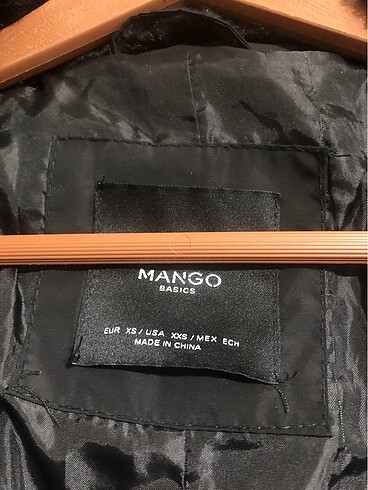 MANGO
BASICS
EUR XS / USA XXS / MEX ECH
MADE IN CHINA